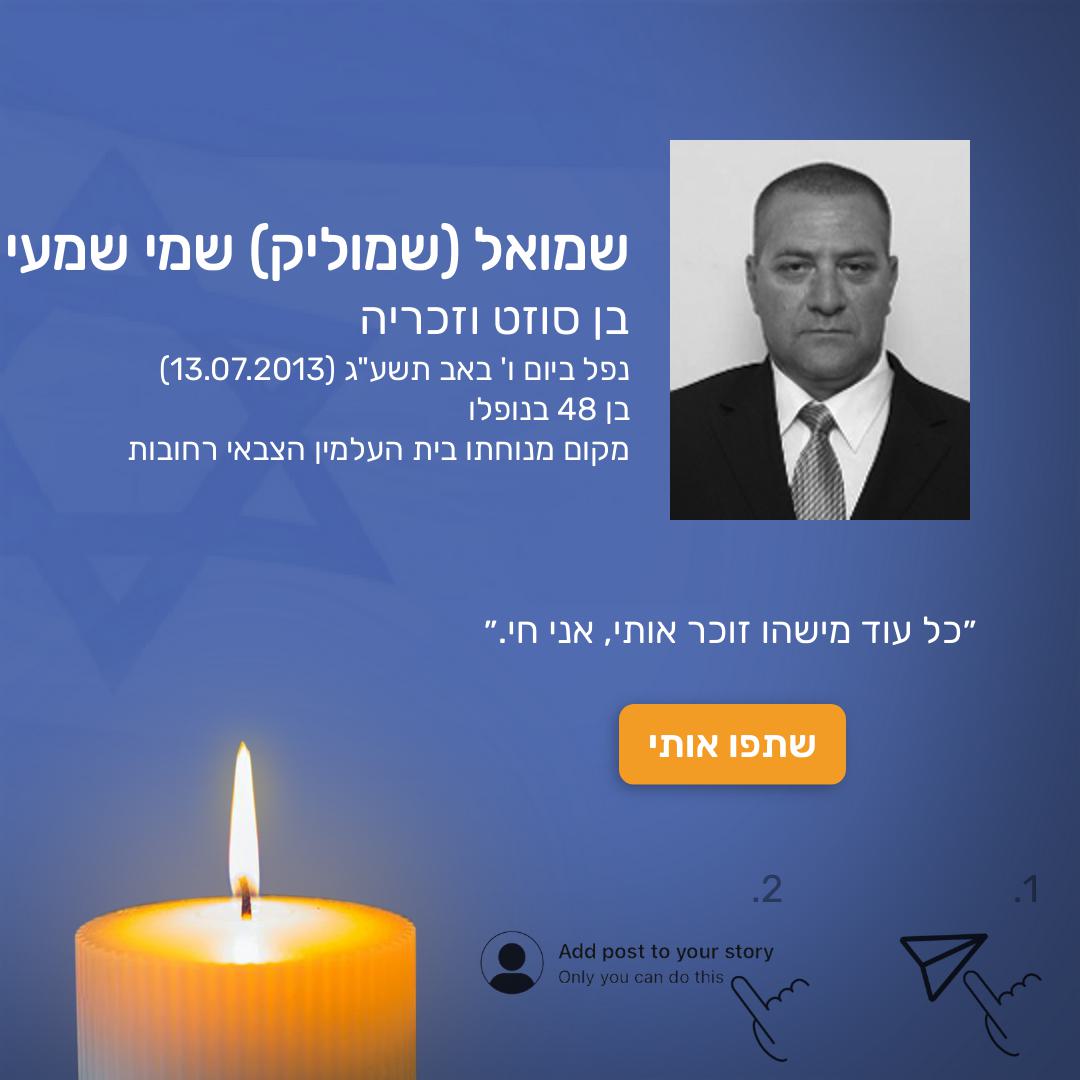 שמואל (שמוליק) שמי שמעי
בן סוזט וזכריה
נפל ביום ו' באב תשע"ג (13.07.2013)
בן 48 בנופלו
מקום מנוחתו בית העלמין הצבאי רחובות
״כל עוד מישהו זוכר אותי, אני חי.״
שתפו אותי
1.
2.
Add post to your story
Only you can do this